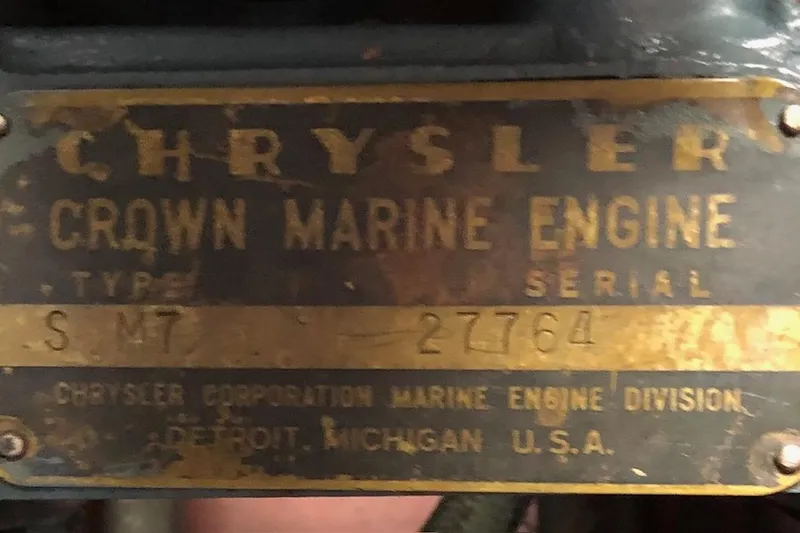 CHRYSLER
CROWN MARINE ENGINE
TYPE SERIAL
S M7 27764
CHRYSLER CORPORATION MARINE ENGINE DIVISION
DETROIT, MICHIGAN U.S.A.